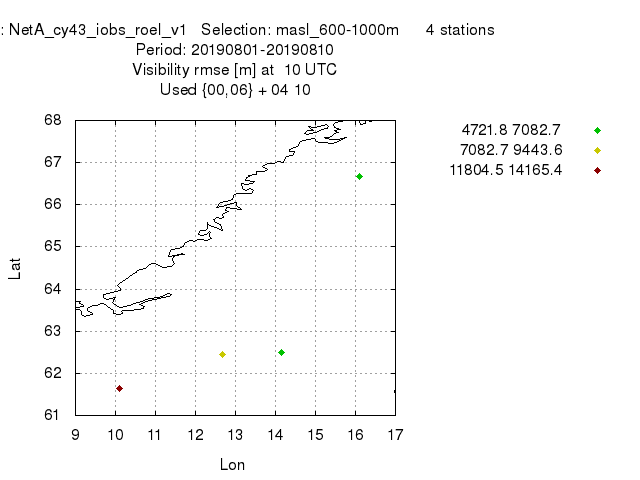 : NetA_cy43_iobs_roel_v1 Selection: masl_600-1000m 4 stations
Period: 20190801-20190810
Visibility rmse [m] at 10 UTC
Used {00,06} + 04 10
68
67
66
65
64
63
62
61
9 10 11 12 13 14 15 16 17
Lat
Lon
4721.8 7082.7
7082.7 9443.6
11804.5 14165.4